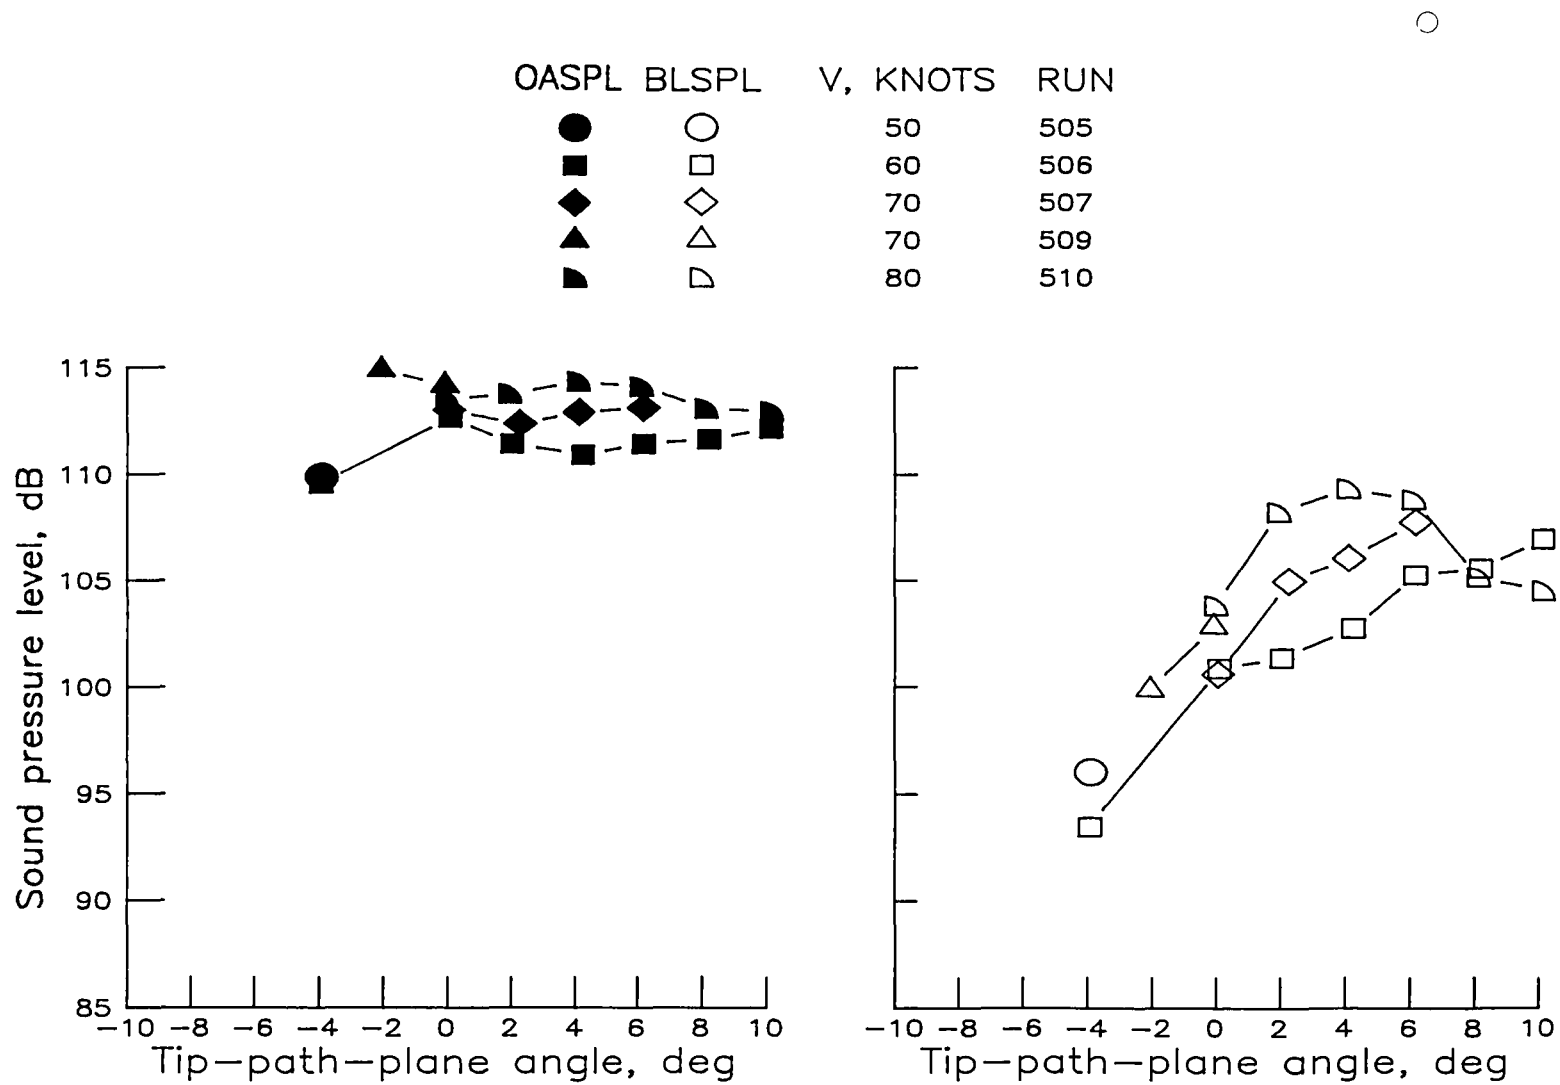 OASPL BLSPL V, KNOTS RUN
50 505
60 506
70 507
70 509
80 510
115
110
105
100
95
90
85
Sound pressure level, dB
-10 -8 -6 -4 -2 0 2 4 6 8 10
Tip-path-plane angle, deg
-10 -8 -6 -4 -2 0 2 4 6 8 10
Tip-path-plane angle, deg